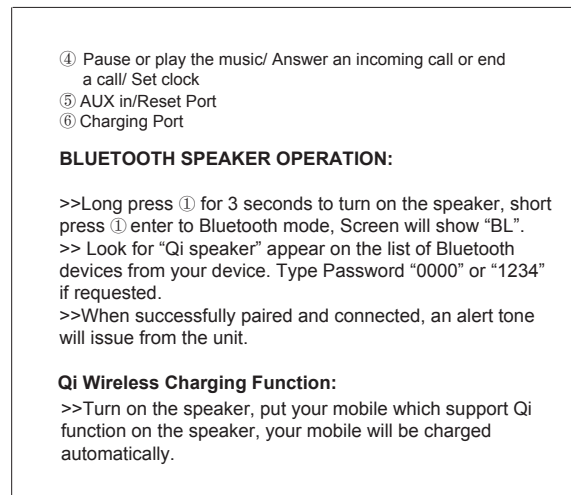 ④ Pause or play the music/ Answer an incoming call or end
a call/ Set clock
⑤ AUX in/Reset Port
⑥ Charging Port
BLUETOOTH SPEAKER OPERATION:
>>Long press ① for 3 seconds to turn on the speaker, short
press ① enter to Bluetooth mode, Screen will show “BL”.
>> Look for “Qi speaker” appear on the list of Bluetooth
devices from your device. Type Password “0000” or “1234”
if requested.
>>When successfully paired and connected, an alert tone
will issue from the unit.
Qi Wireless Charging Function:
>>Turn on the speaker, put your mobile which support Qi
function on the speaker, your mobile will be charged
automatically.